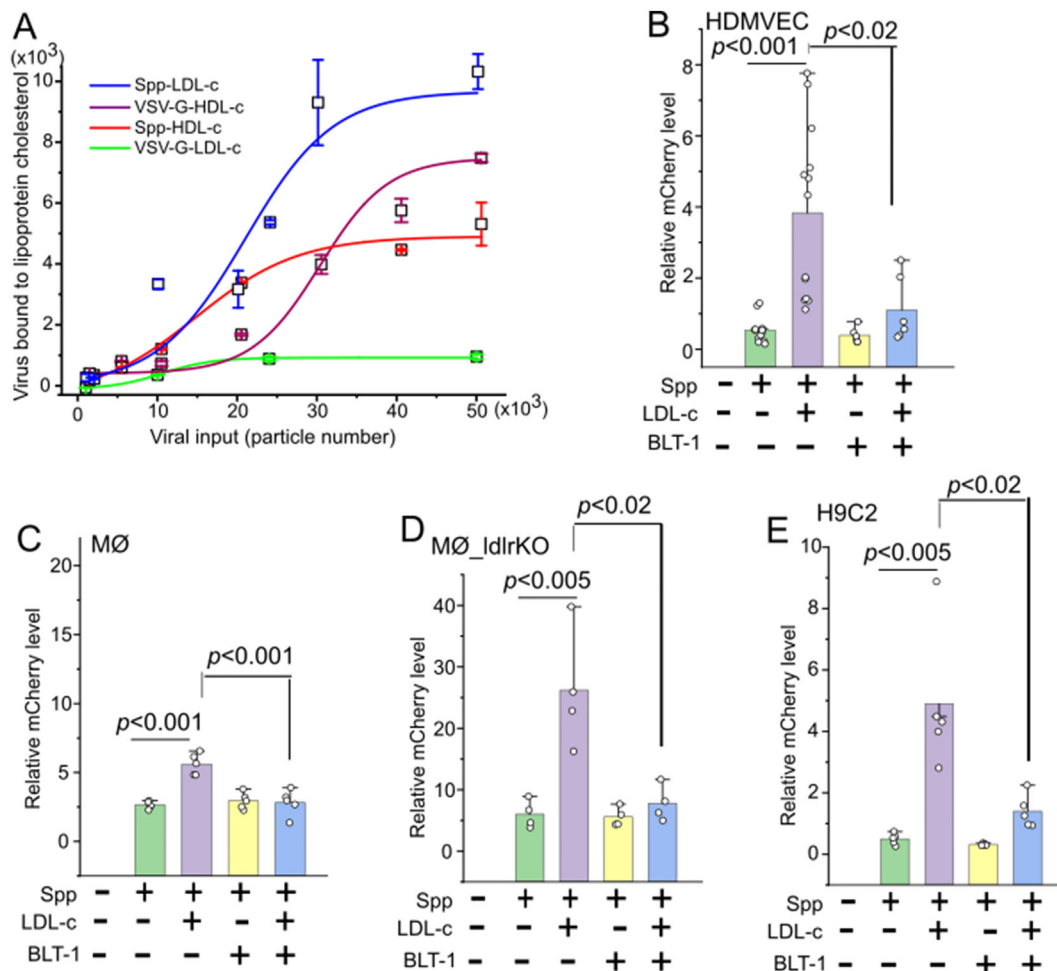 A
(x10³)
Spp-LDL-c
VSV-G-HDL-c
Spp-HDL-c
VSV-G-LDL-c
10
8
6
4
2
0
0 10 20 30 40 50 (x10³)
Virus bound to lipoprotein cholesterol
Viral input (particle number)
B
HDMVEC
p<0.001
p<0.02
8
6
4
2
0
Relative mCherry level
Spp - + + + +
LDL-c - - + - +
BLT-1 - - - + +
C
MØ
20
15
10
5
0
p<0.001
p<0.001
Relative mCherry level
Spp - + + + +
LDL-c - - + - +
BLT-1 - - - + +
D
MØ_ldlrKO
p<0.02
p<0.005
40
30
20
10
0
Relative mCherry level
Spp - + + + +
LDL-c - - + - +
BLT-1 - - - + +
E
H9C2
p<0.02
p<0.005
10
8
6
4
2
0
Relative mCherry level
Spp - + + + +
LDL-c - - + - +
BLT-1 - - - + +